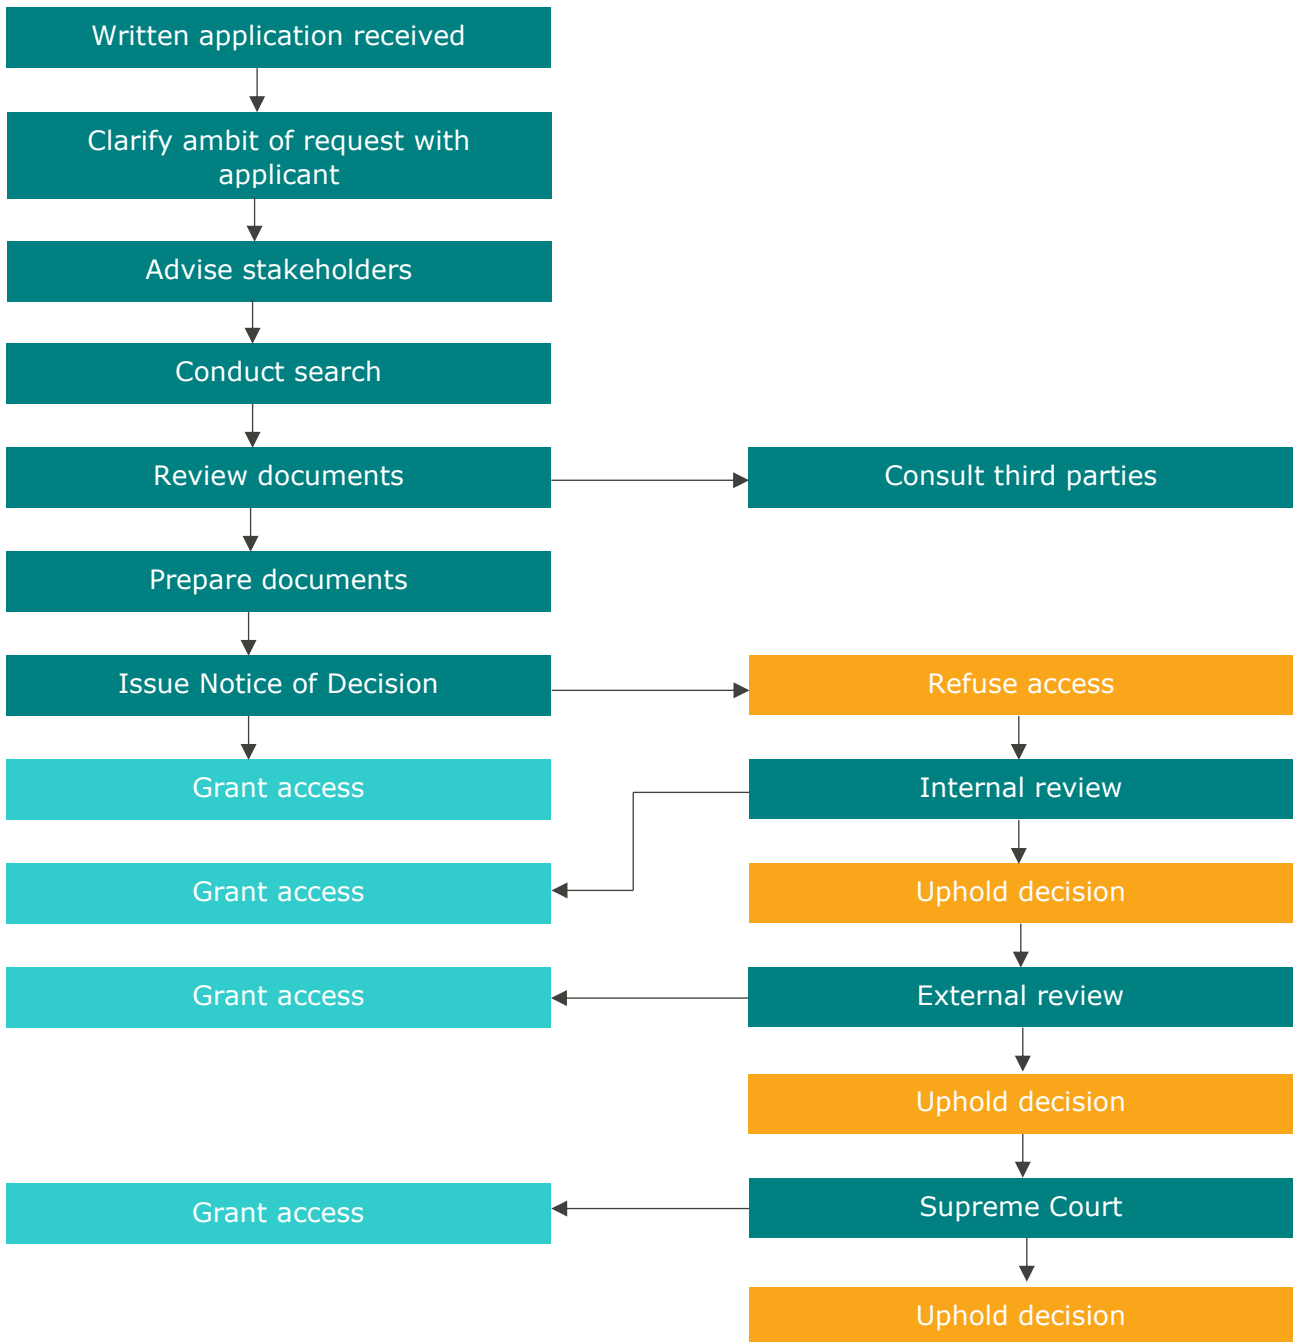 Written application received
Clarify ambit of request with
applicant
Advise stakeholders
Conduct search
Review documents
Consult third parties
Prepare documents
Issue Notice of Decision
Refuse access
Grant access
Internal review
Grant access
Uphold decision
Grant access
External review
Uphold decision
Grant access
Supreme Court
Uphold decision